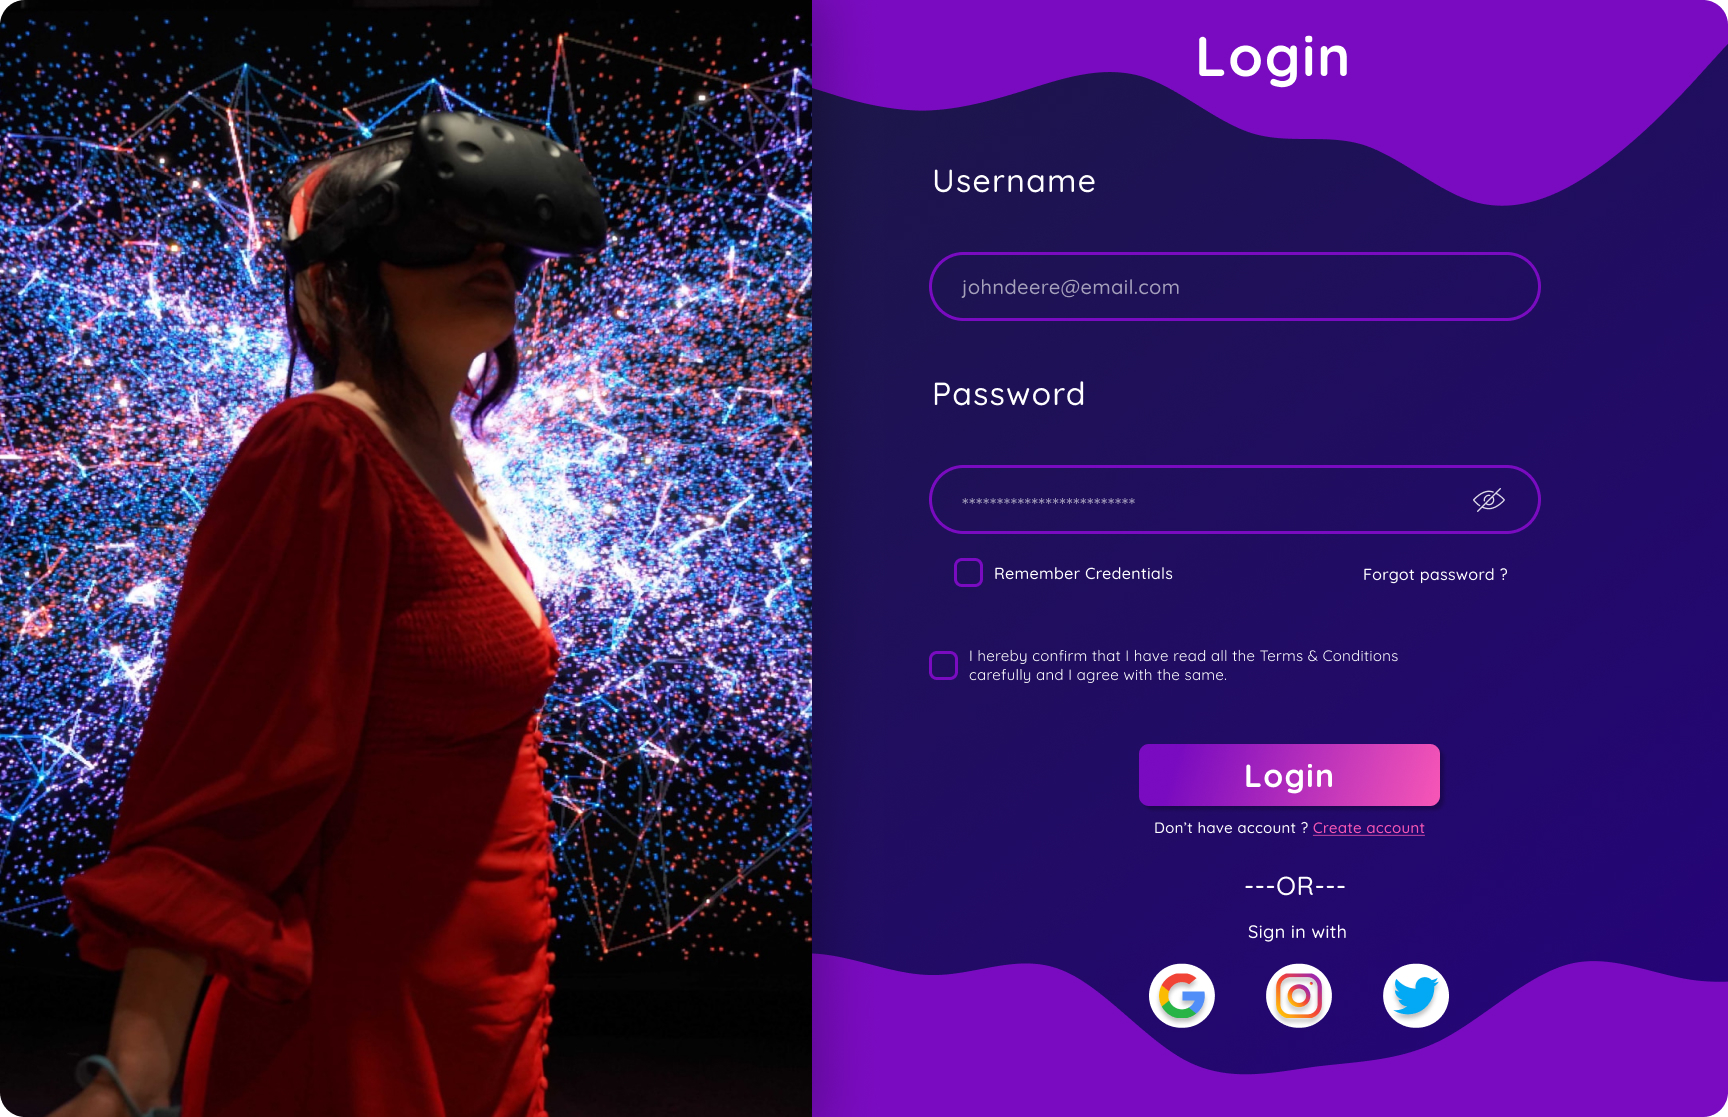 Login
Username
johndeere@email.com
Password
*************************
Remember Credentials
Forgot password ?
I hereby confirm that I have read all the Terms & Conditions
carefully and I agree with the same.
Login
Don't have account ? Create account
---OR---
Sign in with